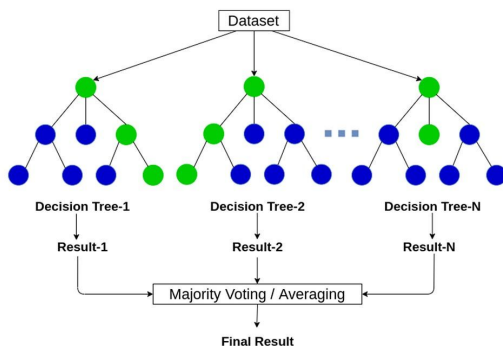 Dataset
Decision Tree-1
Decision Tree-2
Decision Tree-N
Result-1
Result-2
Result-N
Majority Voting / Averaging
Final Result